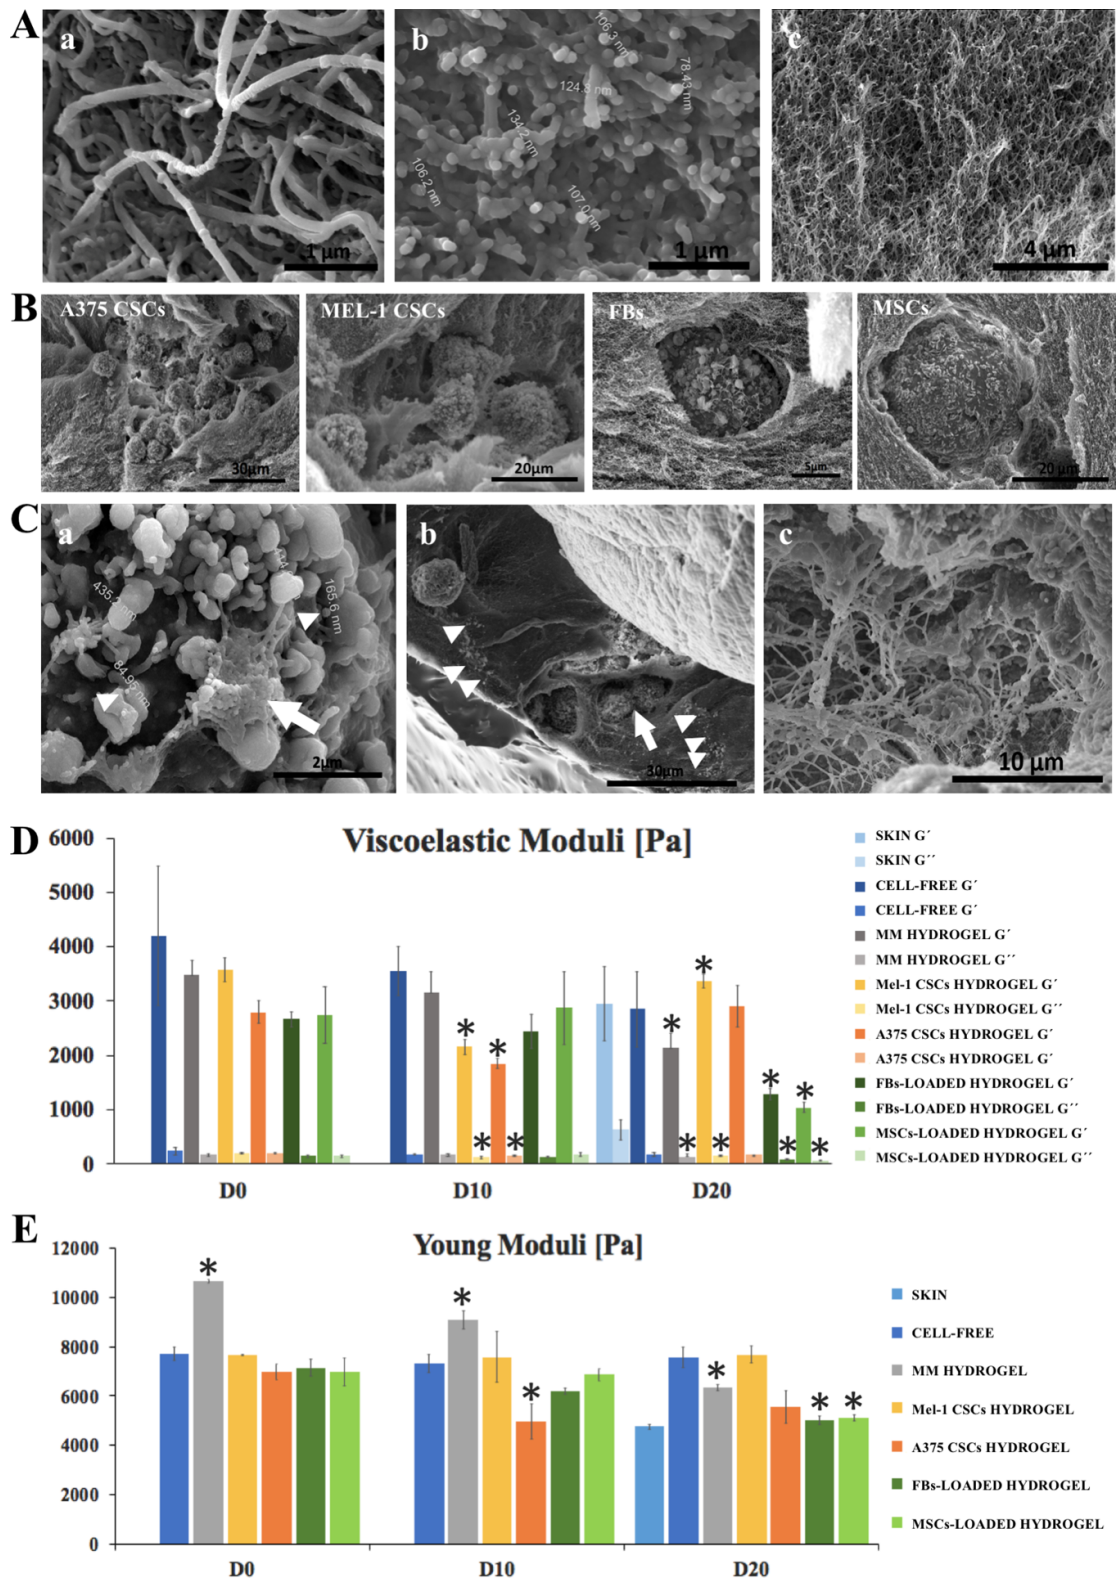 A
a
1 μm
b
106.3 nm
78.43 nm
124.3 nm
134.2 nm
106.2 nm
107.0 nm
1 μm
c
4 μm
B
A375 CSCs
30μm
MEL-1 CSCs
20μm
FBs
5μm
MSCs
20 μm
C
a
435.2 nm
165.6 nm
84.95 nm
2μm
b
30μm
c
10 μm
D
Viscoelastic Moduli [Pa]
6000
5000
4000
3000
2000
1000
0
* * * * * * * * * * * *
D0 D10 D20
SKIN G´
SKIN G´´
CELL-FREE G´
CELL-FREE G´
MM HYDROGEL G´
MM HYDROGEL G´´
Mel-1 CSCs HYDROGEL G´
Mel-1 CSCs HYDROGEL G´´
A375 CSCs HYDROGEL G´
A375 CSCs HYDROGEL G´
FBs-LOADED HYDROGEL G´
FBs-LOADED HYDROGEL G´´
MSCs-LOADED HYDROGEL G´
MSCs-LOADED HYDROGEL G´´
E
Young Moduli [Pa]
12000
10000
8000
6000
4000
2000
0
* * * * * *
D0 D10 D20
SKIN
CELL-FREE
MM HYDROGEL
Mel-1 CSCs HYDROGEL
A375 CSCs HYDROGEL
FBs-LOADED HYDROGEL
MSCs-LOADED HYDROGEL